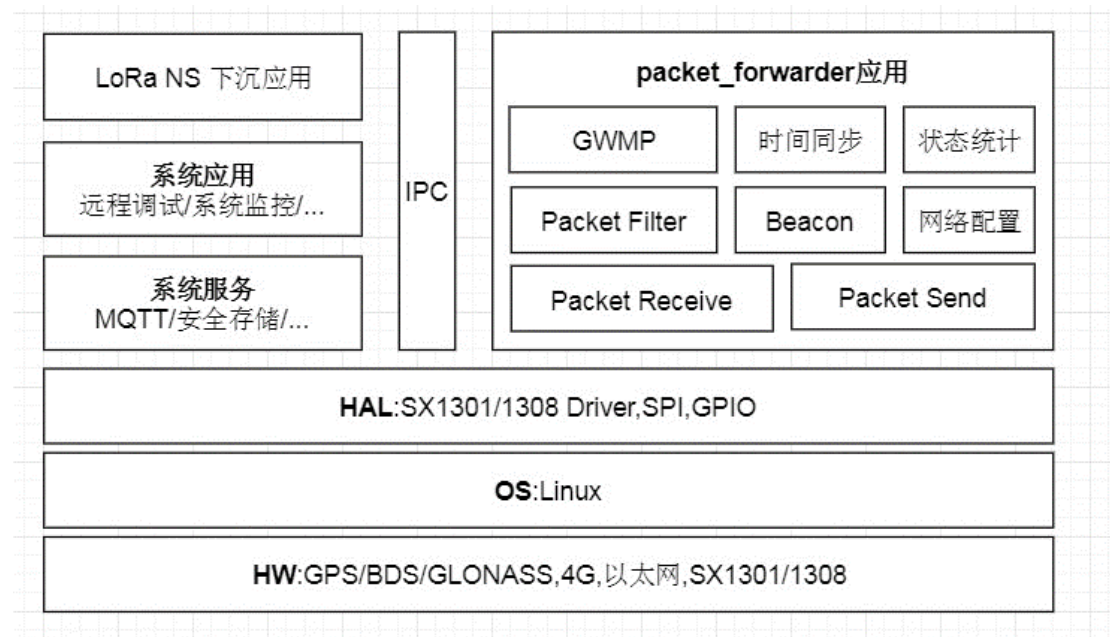 LoRa NS 下沉应用
系统应用
远程调试/系统监控/...
系统服务
MQTT/安全存储/...
IPC
packet_forwarder应用
GWMP
时间同步
状态统计
Packet Filter
Beacon
网络配置
Packet Receive
Packet Send
HAL:SX1301/1308 Driver,SPI,GPIO
OS:Linux
HW:GPS/BDS/GLONASS,4G,以太网,SX1301/1308